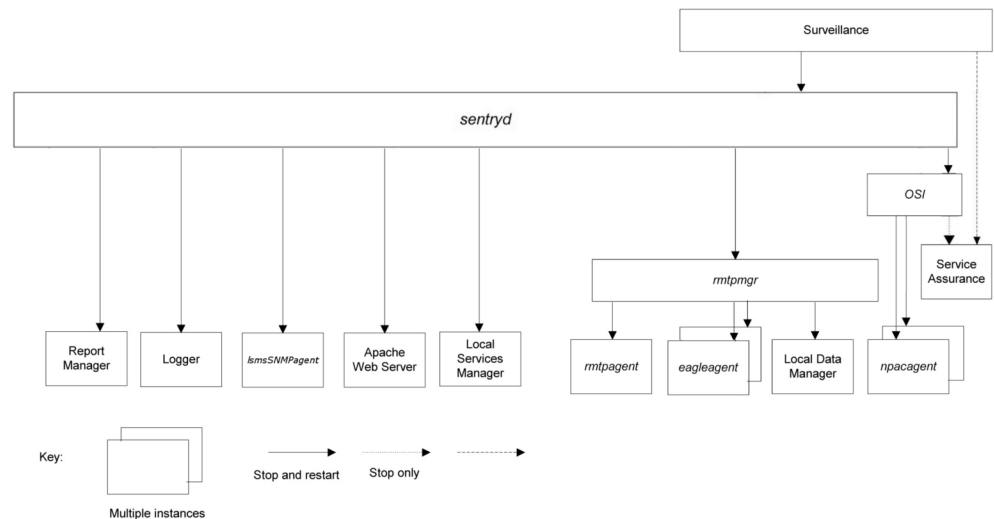 Surveillance
sentryd
OSI
Service
Assurance
rmtpmgr
Report
Manager
Logger
lsmsSNMPagent
Apache
Web Server
Local
Services
Manager
rmtpagent
eagleagent
Local Data
Manager
npacagent
Key:
Stop and restart
Stop only
Multiple instances